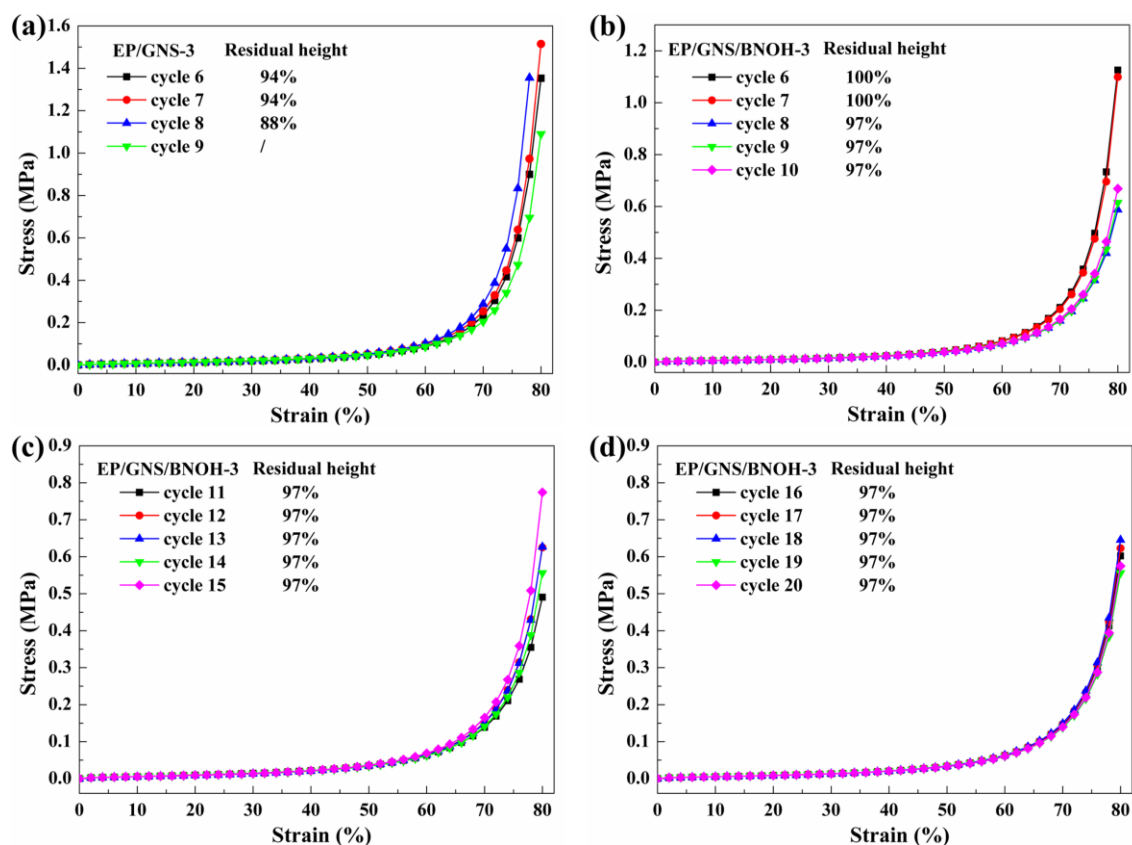 (a)
EP/GNS-3 Residual height
cycle 6 94%
cycle 7 94%
cycle 8 88%
cycle 9 /
1.6
1.4
1.2
1.0
0.8
0.6
0.4
0.2
0.0
Stress (MPa)
0 10 20 30 40 50 60 70 80
Strain (%)
(b)
EP/GNS/BNOH-3 Residual height
cycle 6 100%
cycle 7 100%
cycle 8 97%
cycle 9 97%
cycle 10 97%
1.2
1.0
0.8
0.6
0.4
0.2
0.0
Stress (MPa)
0 10 20 30 40 50 60 70 80
Strain (%)
(c)
EP/GNS/BNOH-3 Residual height
cycle 11 97%
cycle 12 97%
cycle 13 97%
cycle 14 97%
cycle 15 97%
0.9
0.8
0.7
0.6
0.5
0.4
0.3
0.2
0.1
0.0
Stress (MPa)
0 10 20 30 40 50 60 70 80
Strain (%)
(d)
EP/GNS/BNOH-3 Residual height
cycle 16 97%
cycle 17 97%
cycle 18 97%
cycle 19 97%
cycle 20 97%
0.9
0.8
0.7
0.6
0.5
0.4
0.3
0.2
0.1
0.0
Stress (MPa)
0 10 20 30 40 50 60 70 80
Strain (%)